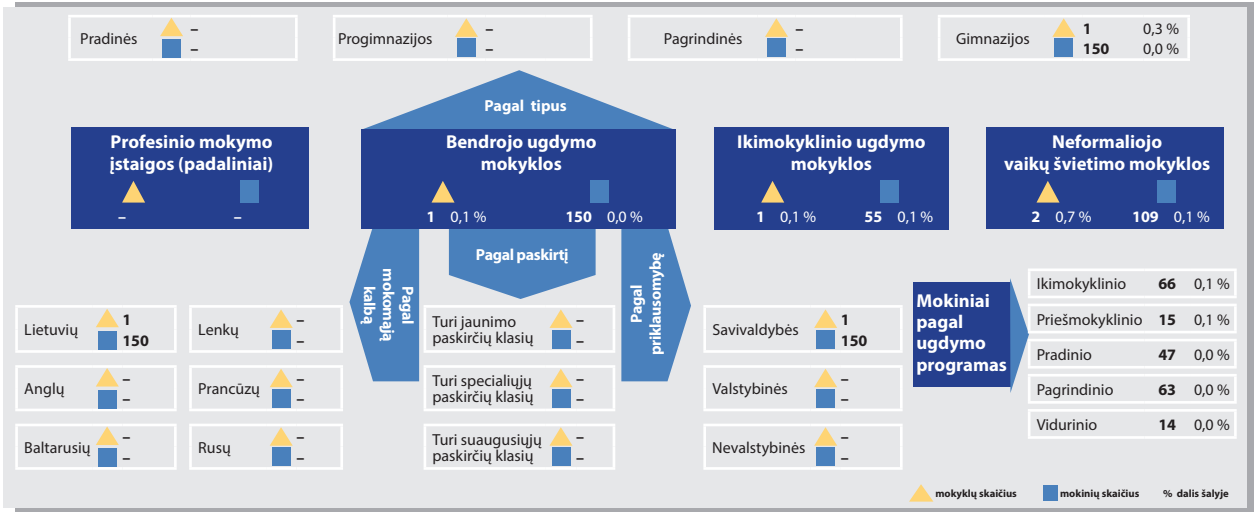 Pradinės
–
–
Progimnazijos
–
–
Pagrindinės
–
–
Gimnazijos
1 0,3 %
150 0,0 %
Pagal tipus
Profesinio mokymo
įstaigos (padaliniai)
– –
Bendrojo ugdymo
mokyklos
1 0,1 % 150 0,0 %
Ikimokyklinio ugdymo
mokyklos
1 0,1 % 55 0,1 %
Neformaliojo
vaikų švietimo mokyklos
2 0,7 % 109 0,1 %
Pagal
mokomąją
kalbą
Pagal paskirtį
Pagal
priklausomybę
Lietuvių
1
150
Lenkų
–
–
Anglų
–
–
Prancūzų
–
–
Baltarusių
–
–
Rusų
–
–
Turi jaunimo
paskirčių klasių
–
–
Turi specialiųjų
paskirčių klasių
–
–
Turi suaugusiųjų
paskirčių klasių
–
–
Savivaldybės
1
150
Valstybinės
–
–
Nevalstybinės
–
–
Mokiniai
pagal
ugdymo
programas
Ikimokyklinio 66 0,1 %
Priešmokyklinio 15 0,1 %
Pradinio 47 0,0 %
Pagrindinio 63 0,0 %
Vidurinio 14 0,0 %
mokyklų skaičius mokinių skaičius % dalis šalyje